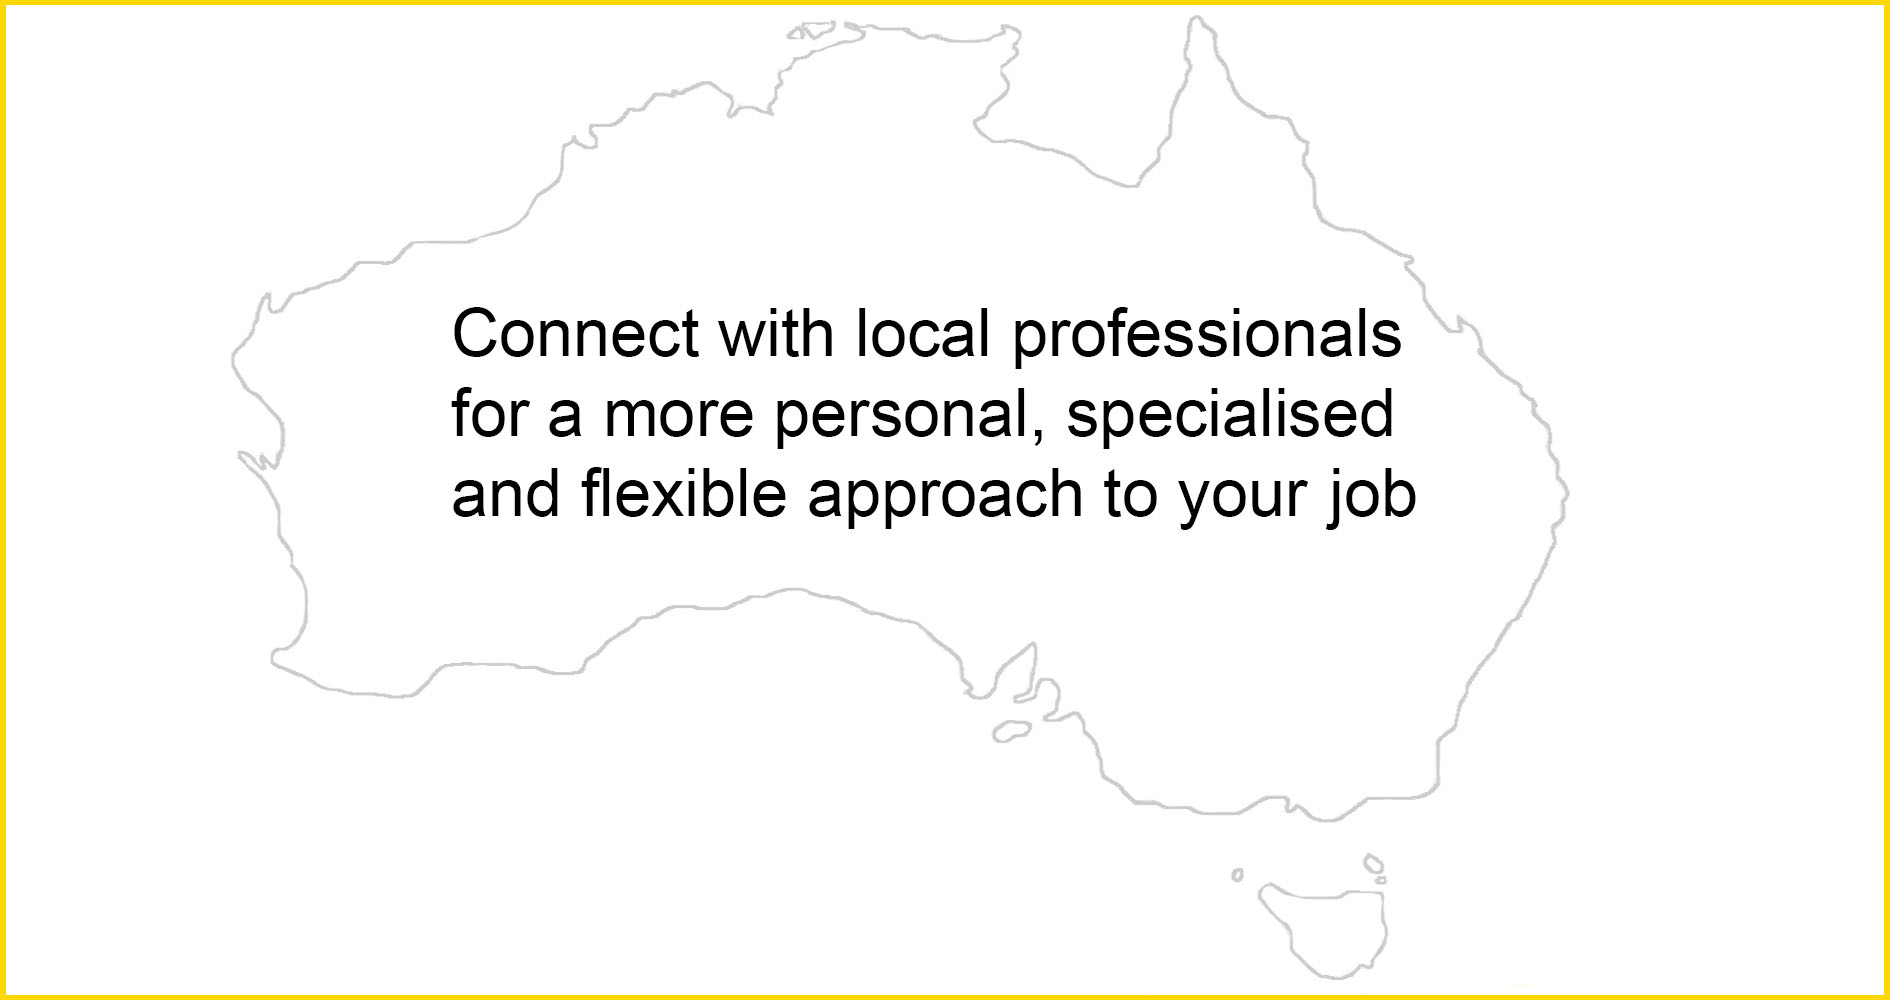 Connect with local professionals
for a more personal, specialised
and flexible approach to your job